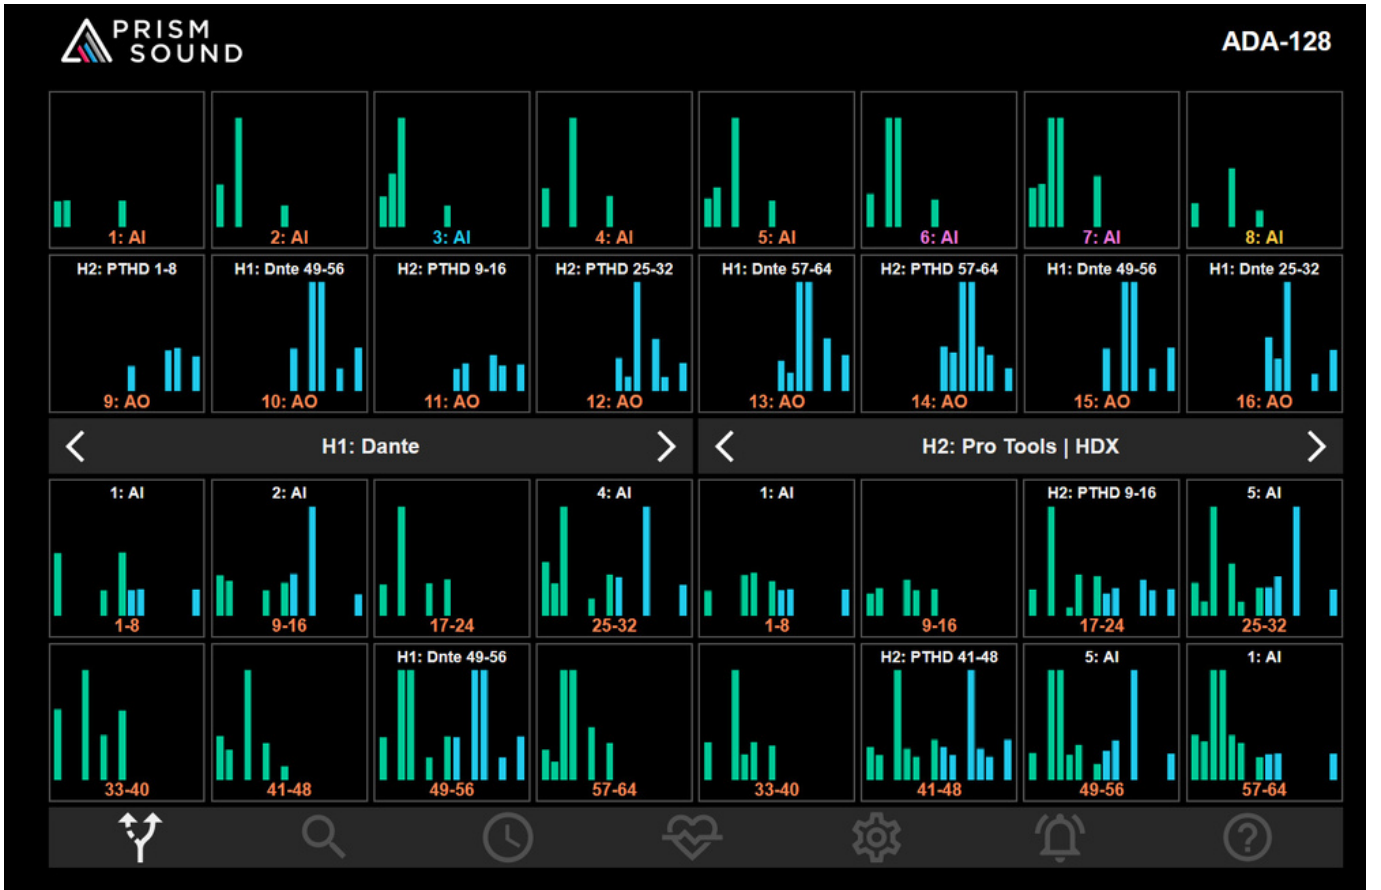 PRISM
SOUND
ADA-128
1: AI
2: AI
3: AI
4: AI
5: AI
6: AI
7: AI
8: AI
H2: PTHD 1-8
H1: Dnte 49-56
H2: PTHD 9-16
H2: PTHD 25-32
H1: Dnte 57-64
H2: PTHD 57-64
H1: Dnte 49-56
H1: Dnte 25-32
9: AO
10: AO
11: AO
12: AO
13: AO
14: AO
15: AO
16: AO
H1: Dante
H2: Pro Tools | HDX
1: AI
2: AI
4: AI
1: AI
H2: PTHD 9-16
5: AI
1-8
9-16
17-24
25-32
1-8
9-16
17-24
25-32
H1: Dnte 49-56
H2: PTHD 41-48
5: AI
1: AI
33-40
41-48
49-56
57-64
33-40
41-48
49-56
57-64